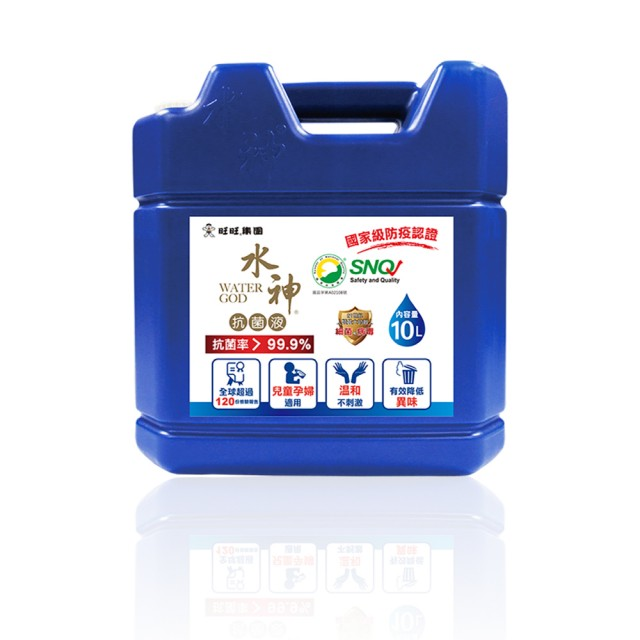 旺旺集團
國家級防疫認證
水神®
WATER
GOD
抗菌液
SNQ
Safety and Quality
內容量
10L
細菌
抗菌率>99.9%
全球超過
120
兒童孕婦
適用
溫和
不刺激
有效降低
異味